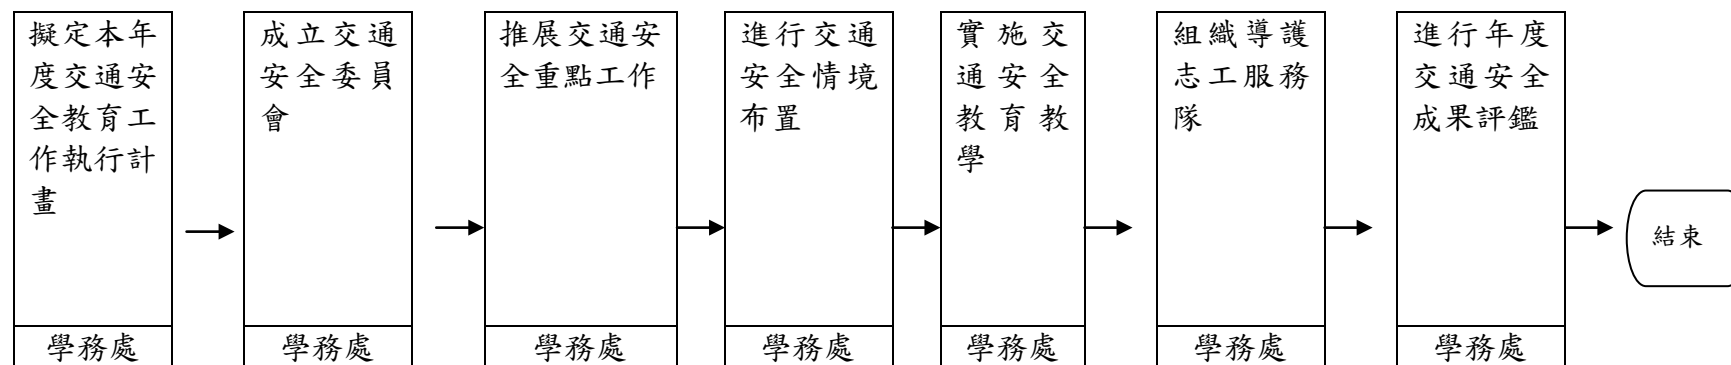 擬定本年
度交通安
全教育工
作執行計
畫
學務處
成立交通
安全委員
會
學務處
推展交通安
全重點工作
學務處
進行交通
安全情境
布置
學務處
實施交
通安全
教育教
學
學務處
組織導護
志工服務
隊
學務處
進行年度
交通安全
成果評鑑
學務處
結束